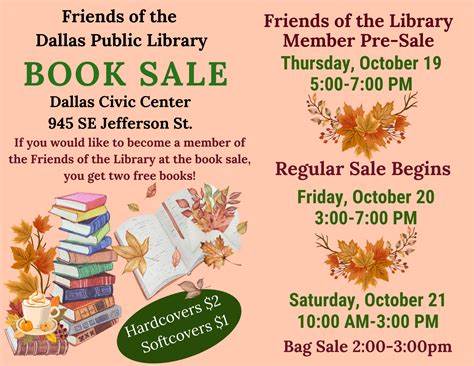 Friends of the
Dallas Public Library
BOOK SALE
Dallas Civic Center
945 SE Jefferson St.
If you would like to become a member of
the Friends of the Library at the book sale,
you get two free books!
Hardcovers $2
Softcovers $1
Friends of the Library
Member Pre-Sale
Thursday, October 19
5:00-7:00 PM
Regular Sale Begins
Friday, October 20
3:00-7:00 PM
Saturday, October 21
10:00 AM-3:00 PM
Bag Sale 2:00-3:00pm